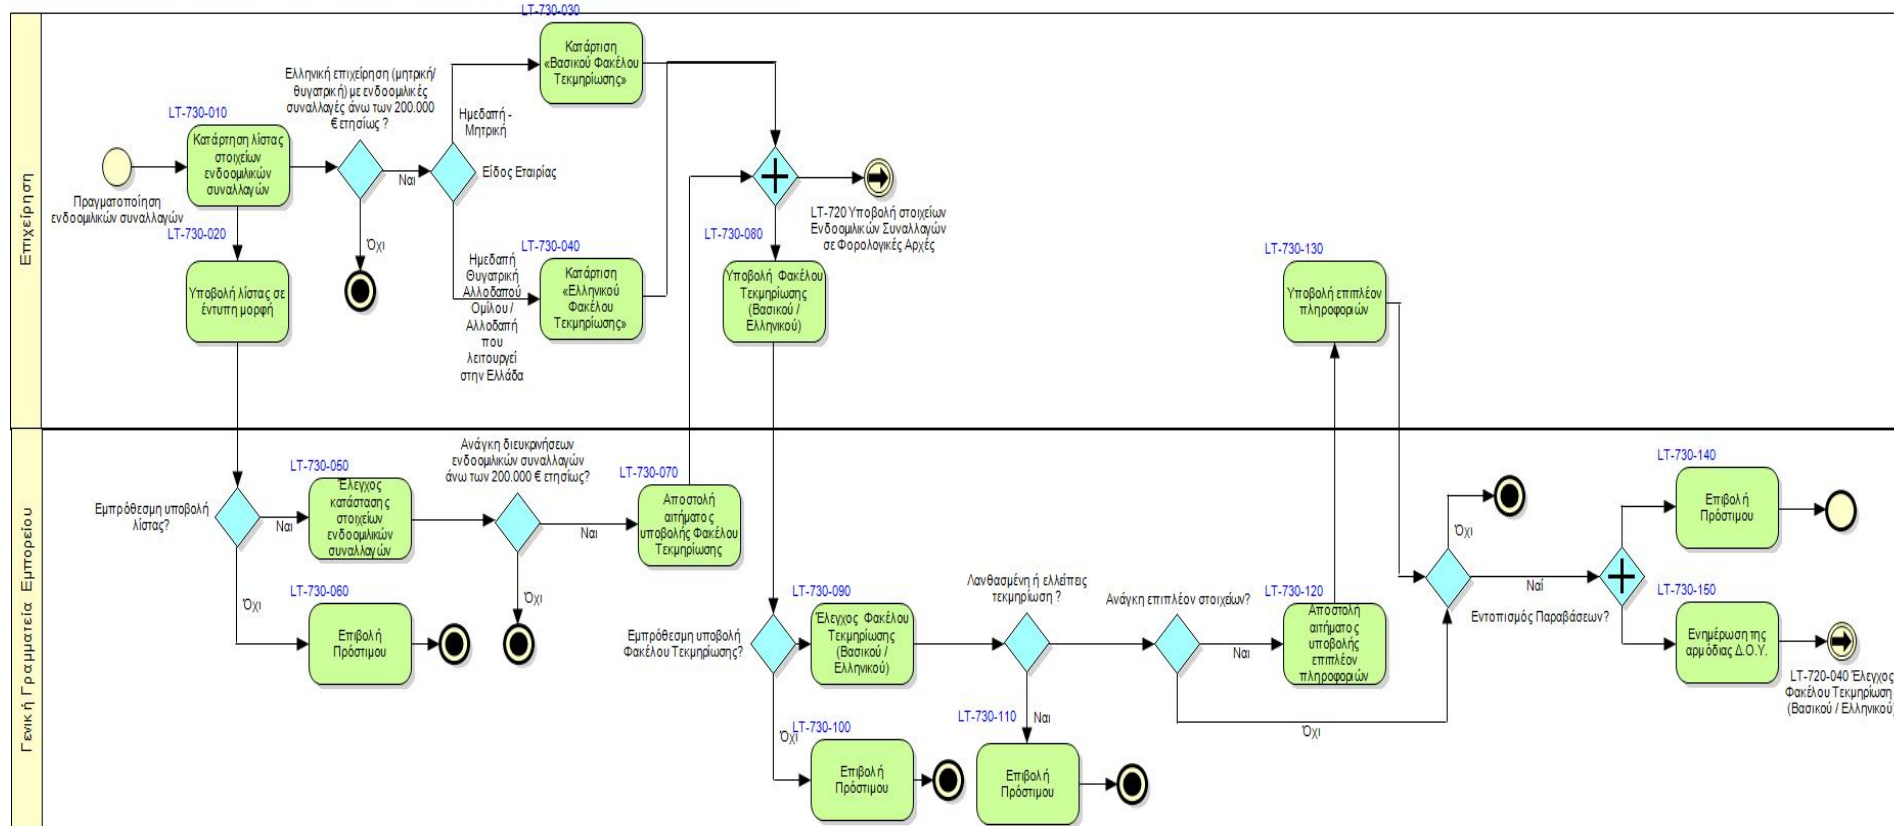 Επιχείρηση
LT-730-030
Κατάρτιση
«Βασικού Φακέλου
Τεκμηρίωσης»
Ελληνική επιχείρηση (μητρική/
θυγατρική) με ενδοομιλικές
συναλλαγές άνω των 200.000
€ ετησίως ?
LT-730-010
Κατάρτηση λίστας
στοιχείων
ενδοομιλικών
συναλλαγών
Ημεδαπή -
Μητρική
Ναι
Είδος Εταιρίας
Πραγματοποίηση
ενδοομιλικών συναλλαγών
LT-730-020
Υποβολή λίστας σε
έντυπη μορφή
Όχι
Ημεδαπή
Θυγατρική
Αλλοδαπού
Ομίλου /
Αλλοδαπή
που
λειτουργεί
στην Ελλάδα
LT-730-040
Κατάρτιση
«Ελληνικού
Φακέλου
Τεκμηρίωσης»
LT-730-080
Υποβολή Φακέλου
Τεκμηρίωσης
(Βασικού /
Ελληνικού)
LT-720 Υποβολή στοιχείων
Ενδοομιλικών Συναλλαγών
σε Φορολογικές Αρχές
LT-730-130
Υποβολή επιπλέον
πληροφοριών
Γενική Γραμματεία Εμπορείου
Εμπρόθεσμη υποβολή
λίστας?
Ναι
LT-730-050
Έλεγχος
κατάστασης
στοιχείων
ενδοομιλικών
συναλλαγών
Ανάγκη διευκρινήσεων
ενδοομιλικών συναλλαγών
άνω των 200.000 € ετησίως?
Ναι
LT-730-070
Αποστολή
αιτήματος
υποβολής Φακέλου
Τεκμηρίωσης
Όχι
LT-730-060
Επιβολή
Πρόστιμου
Όχι
Εμπρόθεσμη υποβολή
Φακέλου Τεκμηρίωσης?
LT-730-090
Έλεγχος Φακέλου
Τεκμηρίωσης
(Βασικού /
Ελληνικού)
Λανθασμένη ή ελλείπεις
τεκμηρίωση ?
Ανάγκη επιπλέον στοιχείων?
Ναι
LT-730-120
Αποστολή
αιτήματος
υποβολής
επιπλέον
πληροφοριών
Όχι
LT-730-100
Επιβολή
Πρόστιμου
LT-730-110
Ναι
Επιβολή
Πρόστιμου
Όχι
Όχι
Ναί
Εντοπισμός Παραβάσεων?
LT-730-140
Επιβολή
Πρόστιμου
LT-730-150
Ενημέρωση της
αρμόδιας Δ.Ο.Υ.
LT-720-040 Έλεγχος
Φακέλου Τεκμηρίωση
(Βασικού / Ελληνικού)